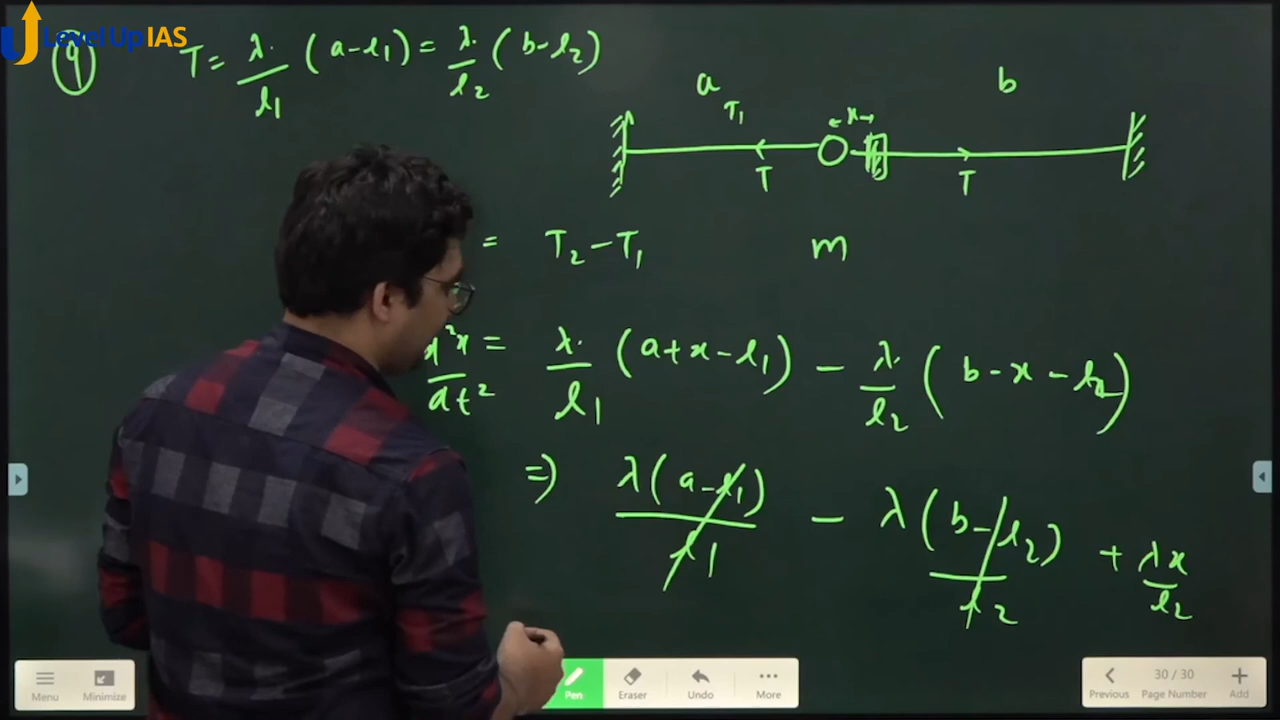 Level Up IAS
9
T = λ/l₁ (a-l₁) = λ/l₂ (b-l₂)
a b
T₁ x
T T
= T₂ - T₁ m
d²x/dt² = λ/l₁ (a+x-l₁) - λ/l₂ (b-x-l₂)
=> λ(a-l₁)/l₁ - λ(b-l₂)/l₂ + λx/l₂
Menu Minimize Pen Eraser Undo More Previous 30 / 30 Page Number Add